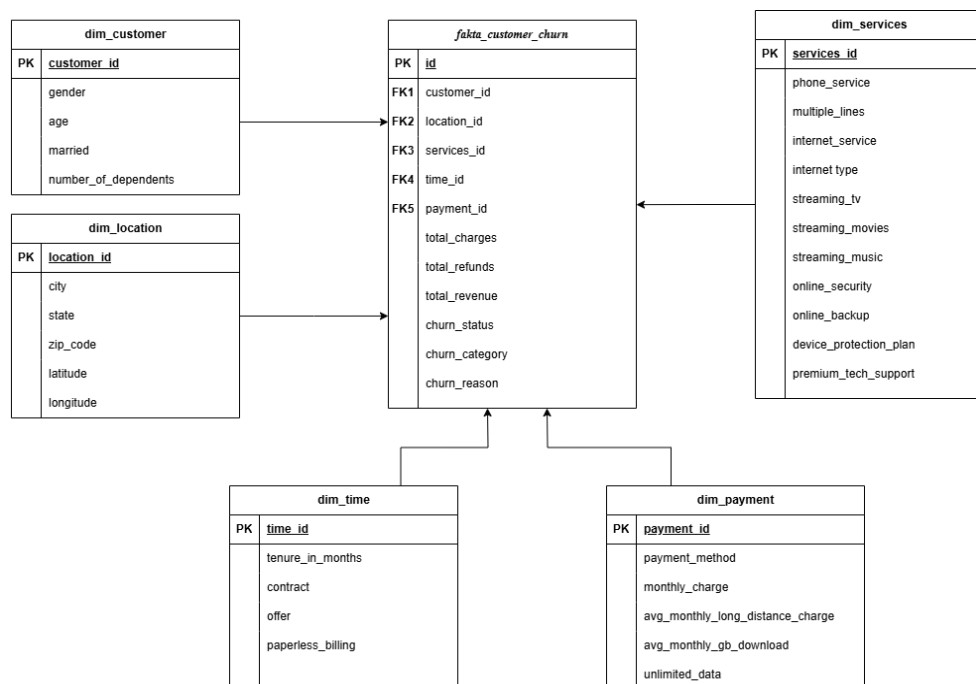 dim_customer
PK customer_id
gender
age
married
number_of_dependents
dim_location
PK location_id
city
state
zip_code
latitude
longitude
fakta_customer_churn
PK id
FK1 customer_id
FK2 location_id
FK3 services_id
FK4 time_id
FK5 payment_id
total_charges
total_refunds
total_revenue
churn_status
churn_category
churn_reason
dim_services
PK services_id
phone_service
multiple_lines
internet_service
internet type
streaming_tv
streaming_movies
streaming_music
online_security
online_backup
device_protection_plan
premium_tech_support
dim_time
PK time_id
tenure_in_months
contract
offer
paperless_billing
dim_payment
PK payment_id
payment_method
monthly_charge
avg_monthly_long_distance_charge
avg_monthly_gb_download
unlimited_data